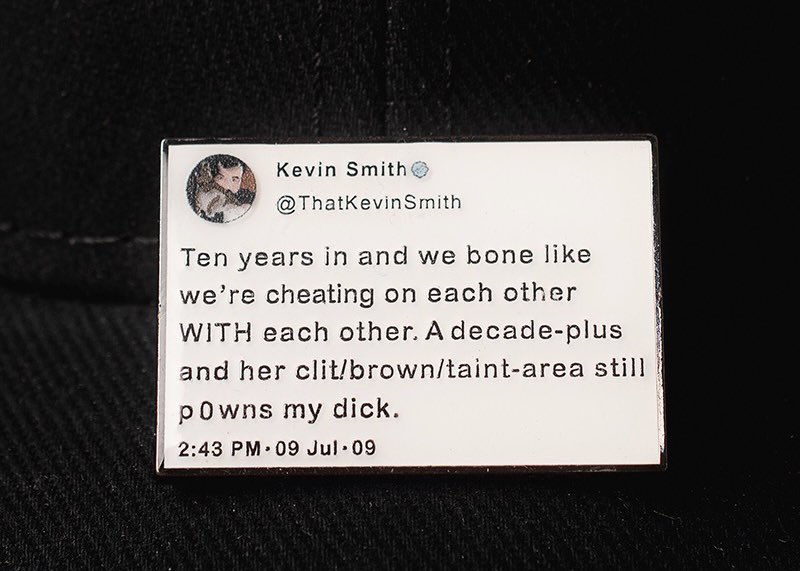 Kevin Smith
@ThatKevinSmith
Ten years in and we bone like
we're cheating on each other
WITH each other. A decade-plus
and her clit/brown/taint-area still
p0wns my dick.
2:43 PM·09 Jul·09